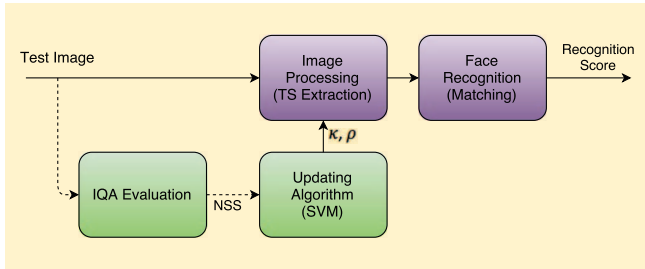 Test Image
Image
Processing
(TS Extraction)
Face
Recognition
(Matching)
Recognition
Score
κ, ρ
IQA Evaluation
NSS
Updating
Algorithm
(SVM)